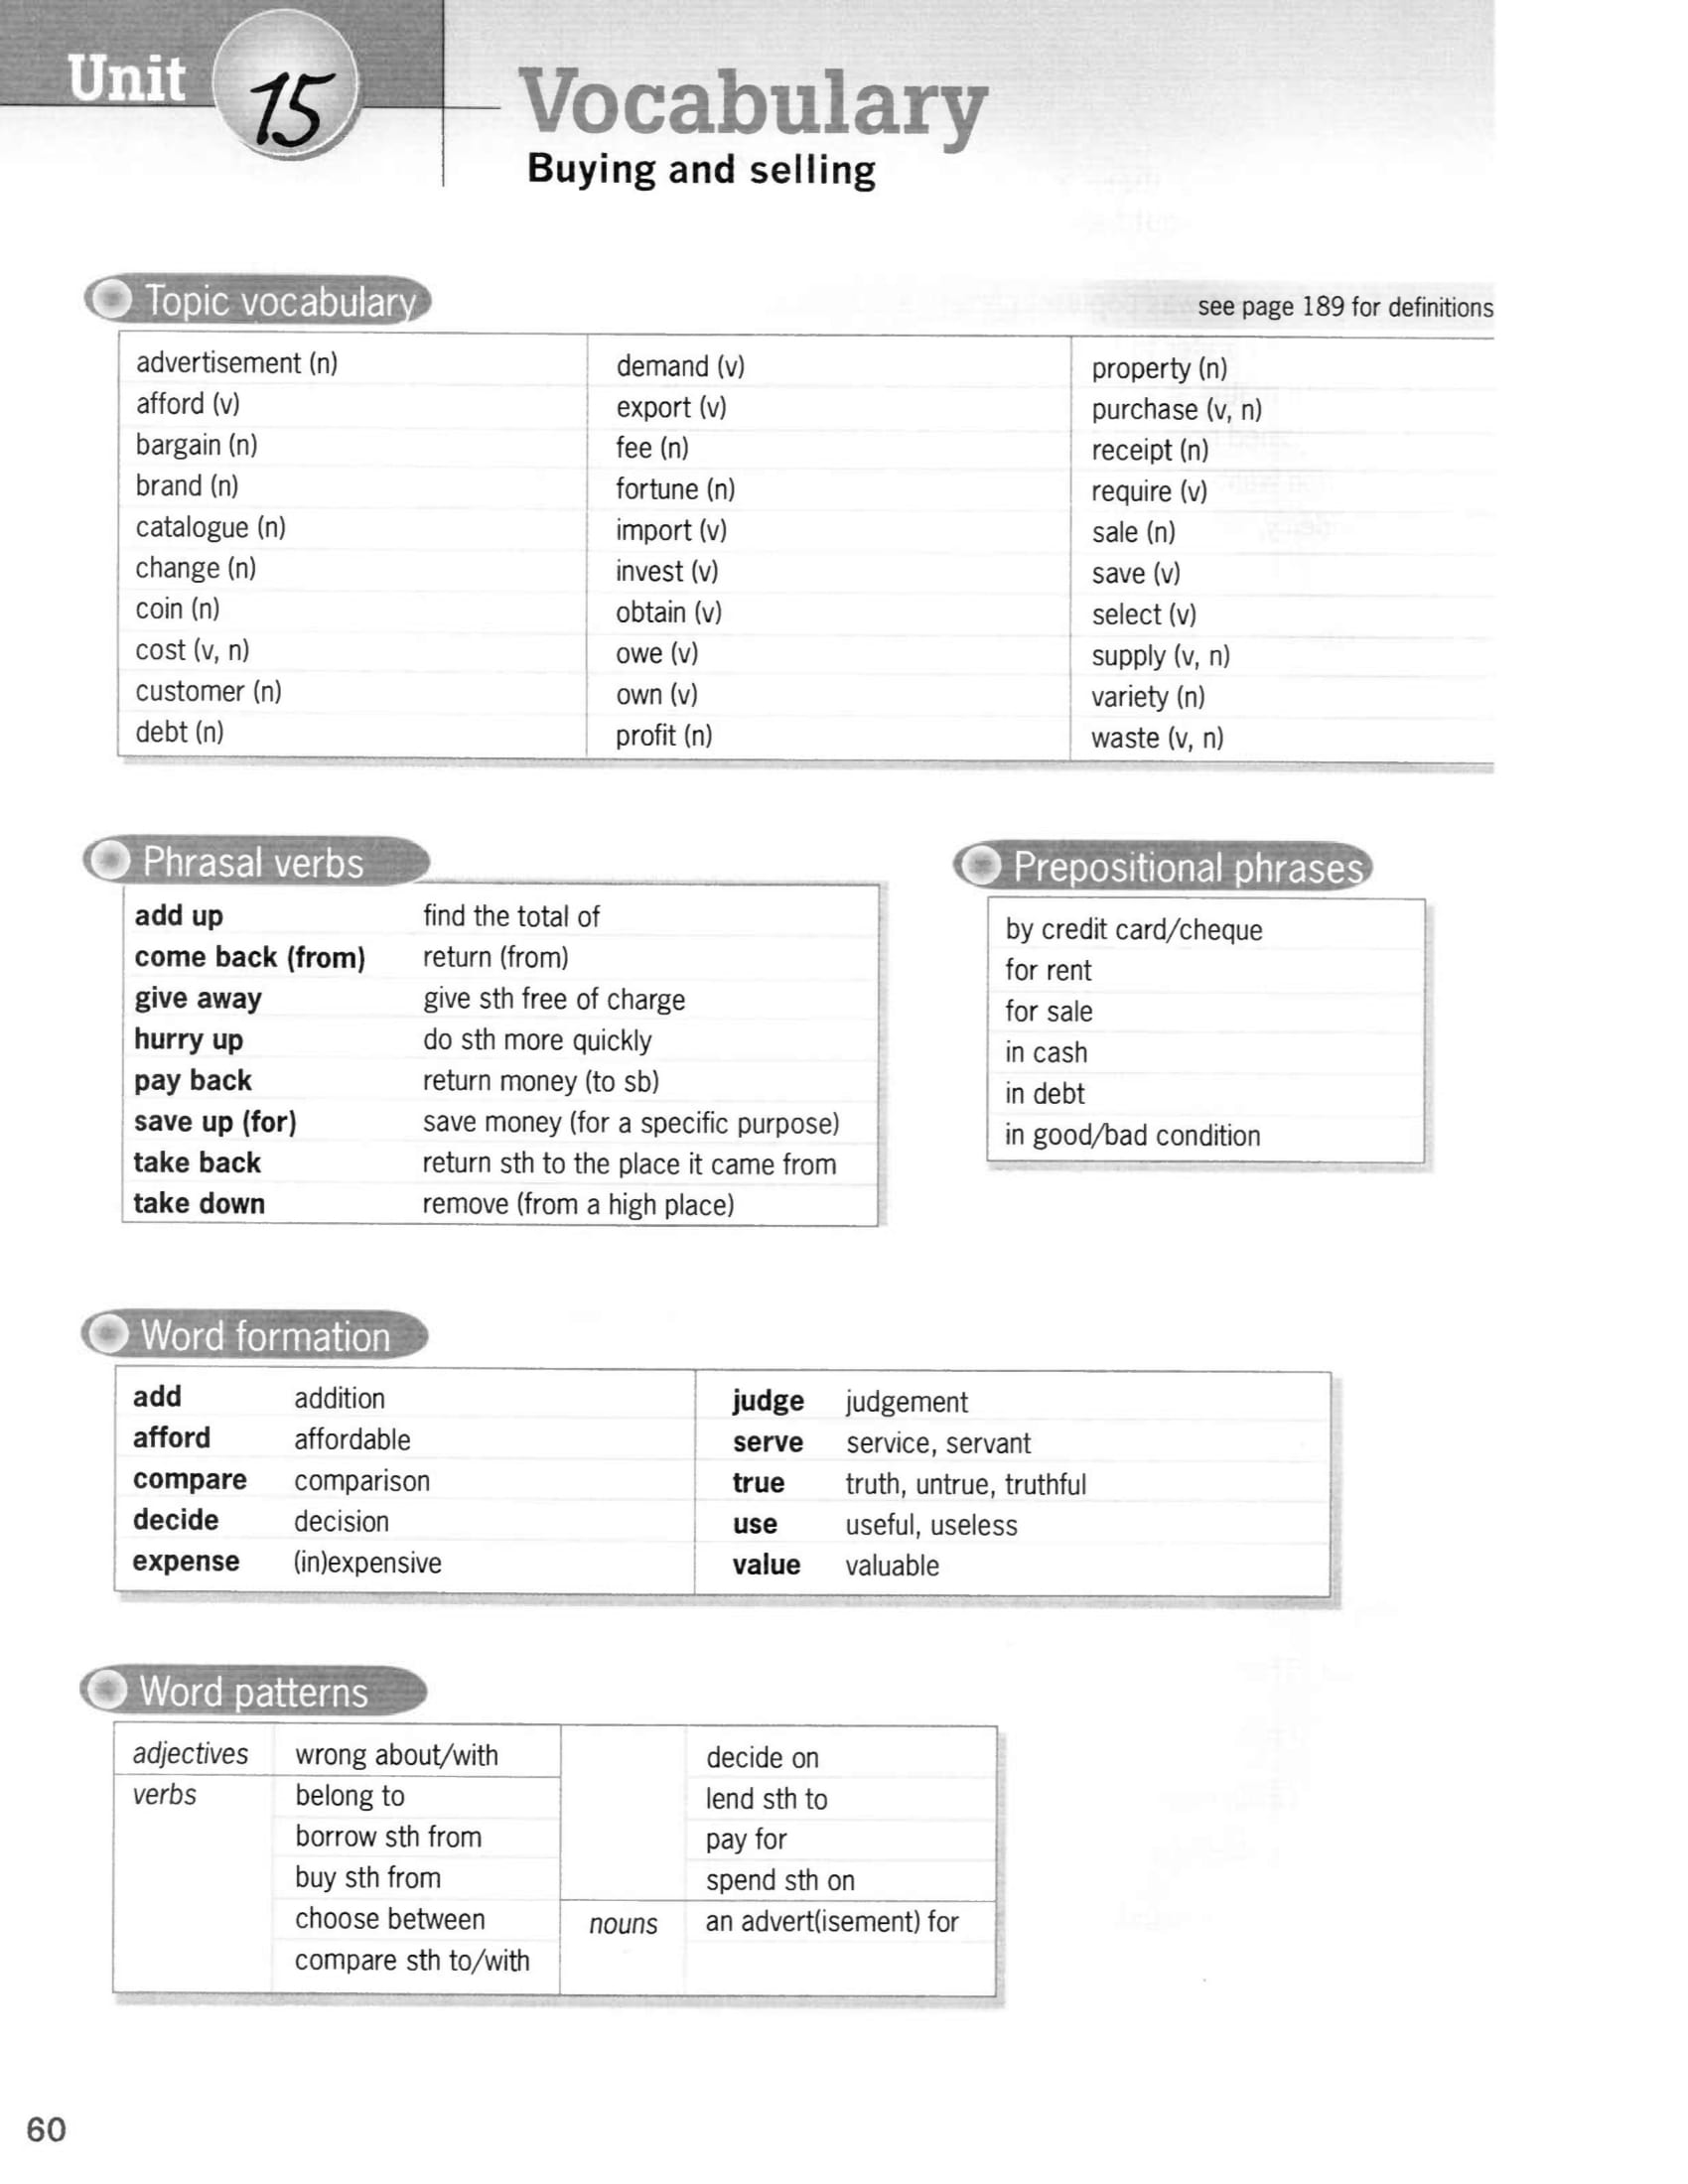 Unit 15
Vocabulary
Buying and selling
Topic vocabulary
see page 189 for definitions
advertisement (n)
afford (v)
bargain (n)
brand (n)
catalogue (n)
change (n)
coin (n)
cost (v, n)
customer (n)
debt (n)
demand (v)
export (v)
fee (n)
fortune (n)
import (v)
invest (v)
obtain (v)
owe (v)
own (v)
profit (n)
property (n)
purchase (v, n)
receipt (n)
require (v)
sale (n)
save (v)
select (v)
supply (v, n)
variety (n)
waste (v, n)
Phrasal verbs
add up find the total of
come back (from) return (from)
give away give sth free of charge
hurry up do sth more quickly
pay back return money (to sb)
save up (for) save money (for a specific purpose)
take back return sth to the place it came from
take down remove (from a high place)
Prepositional phrases
by credit card/cheque
for rent
for sale
in cash
in debt
in good/bad condition
Word formation
add addition
afford affordable
compare comparison
decide decision
expense (in)expensive
judge judgement
serve service, servant
true truth, untrue, truthful
use useful, useless
value valuable
Word patterns
adjectives wrong about/with
verbs belong to
borrow sth from
buy sth from
choose between
compare sth to/with
decide on
lend sth to
pay for
spend sth on
nouns an advert(isement) for
60